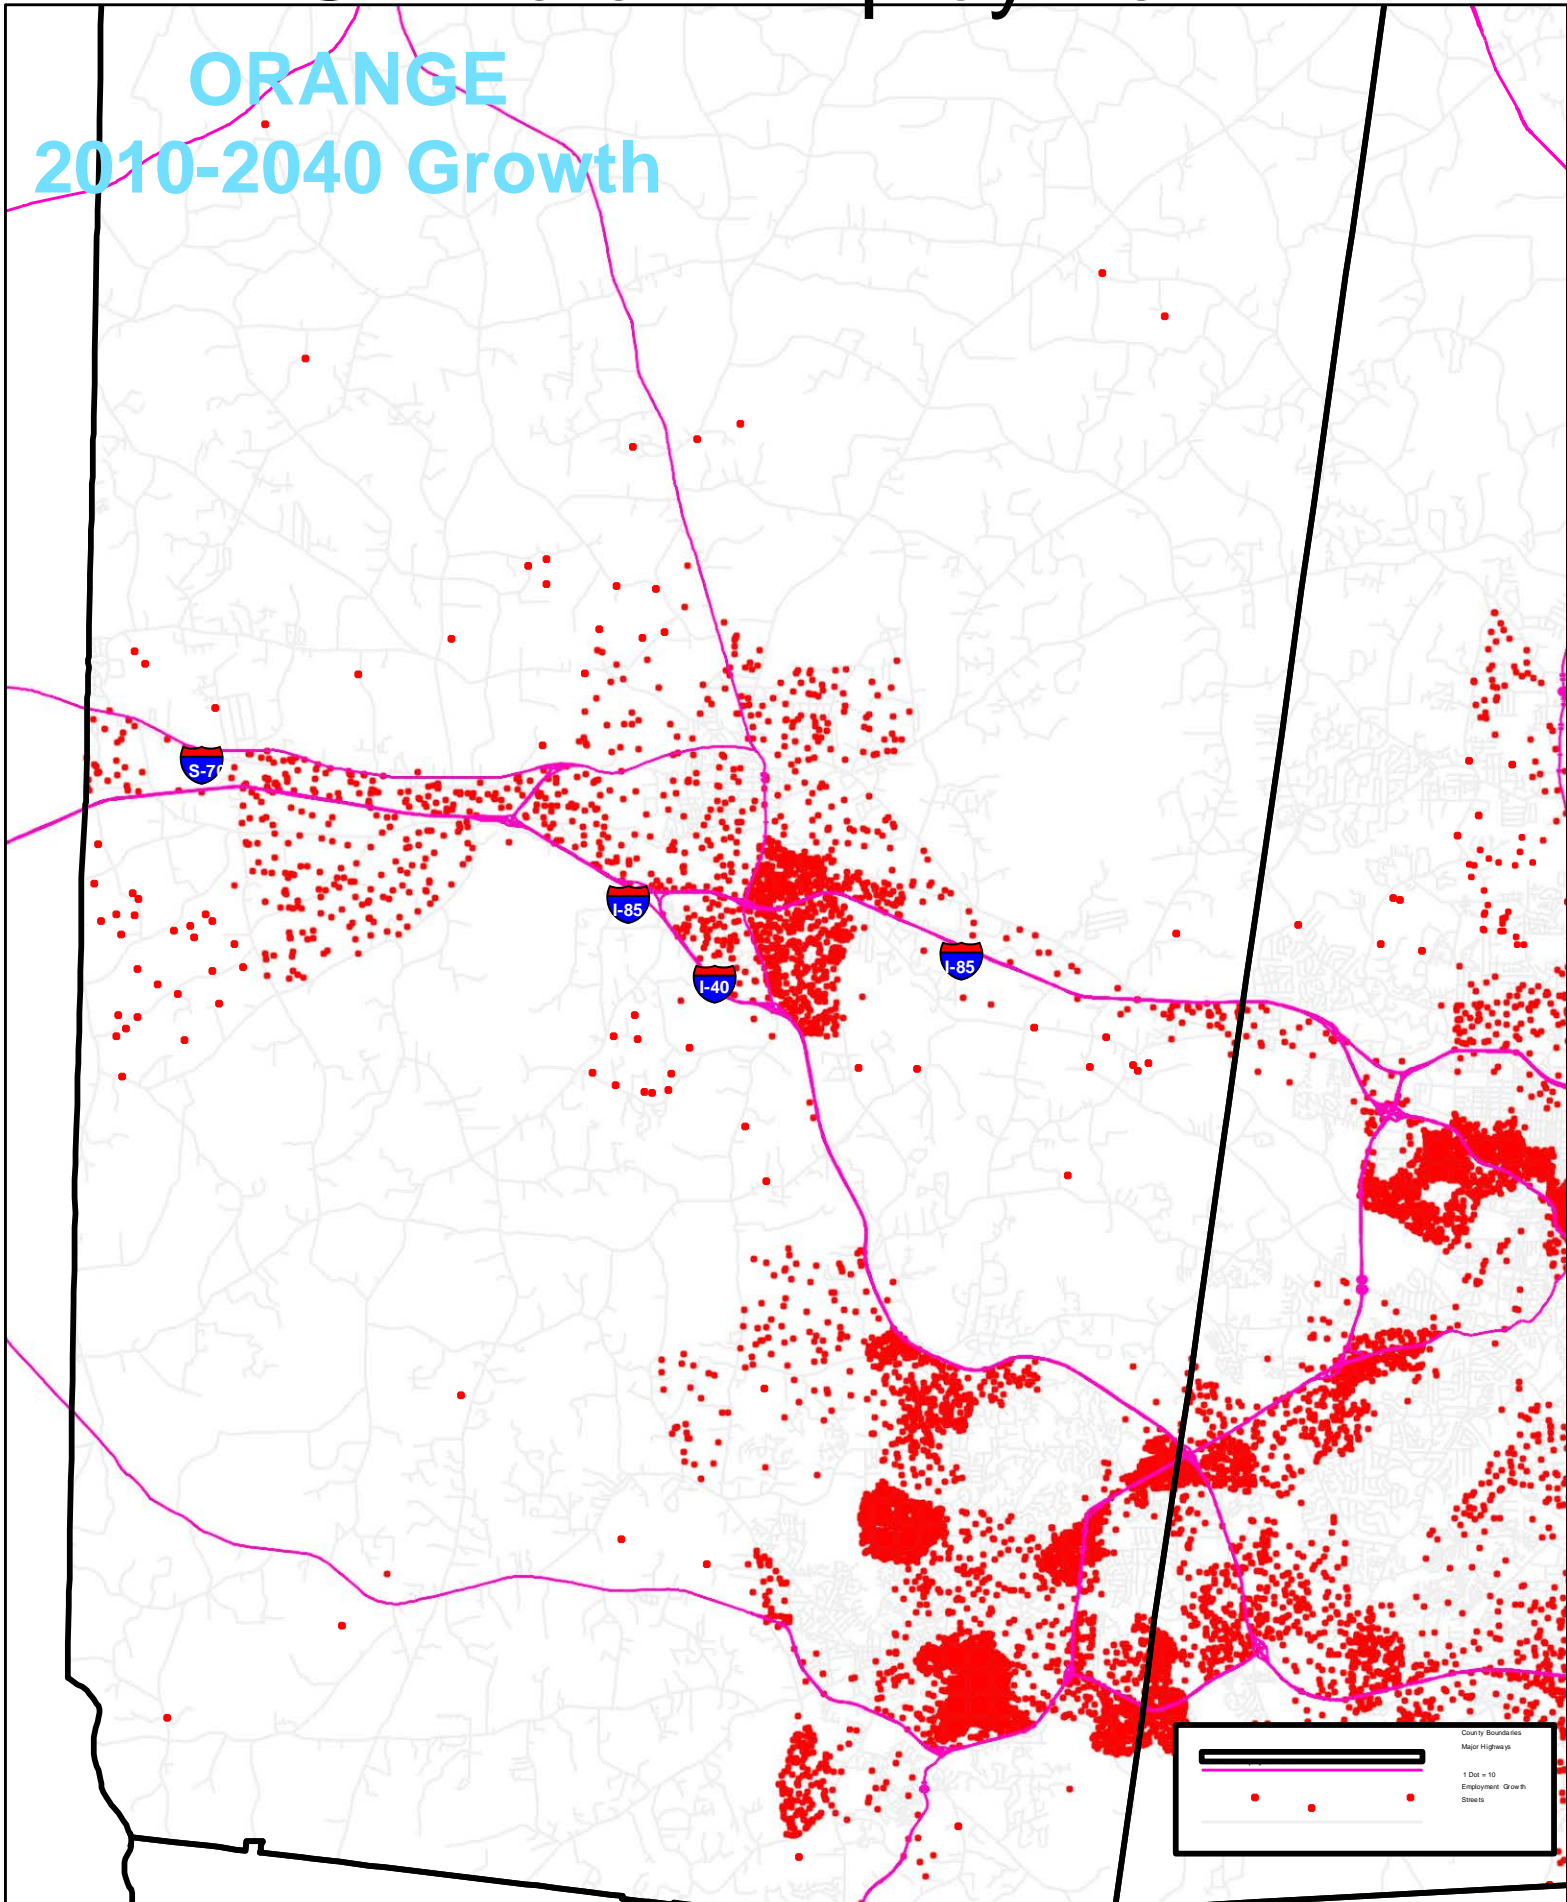 ORANGE
2010-2040 Growth
S-70
I-85
I-40
I-85
County Boundaries
Major Highways
1 Dot = 10
Employment Growth
Streets